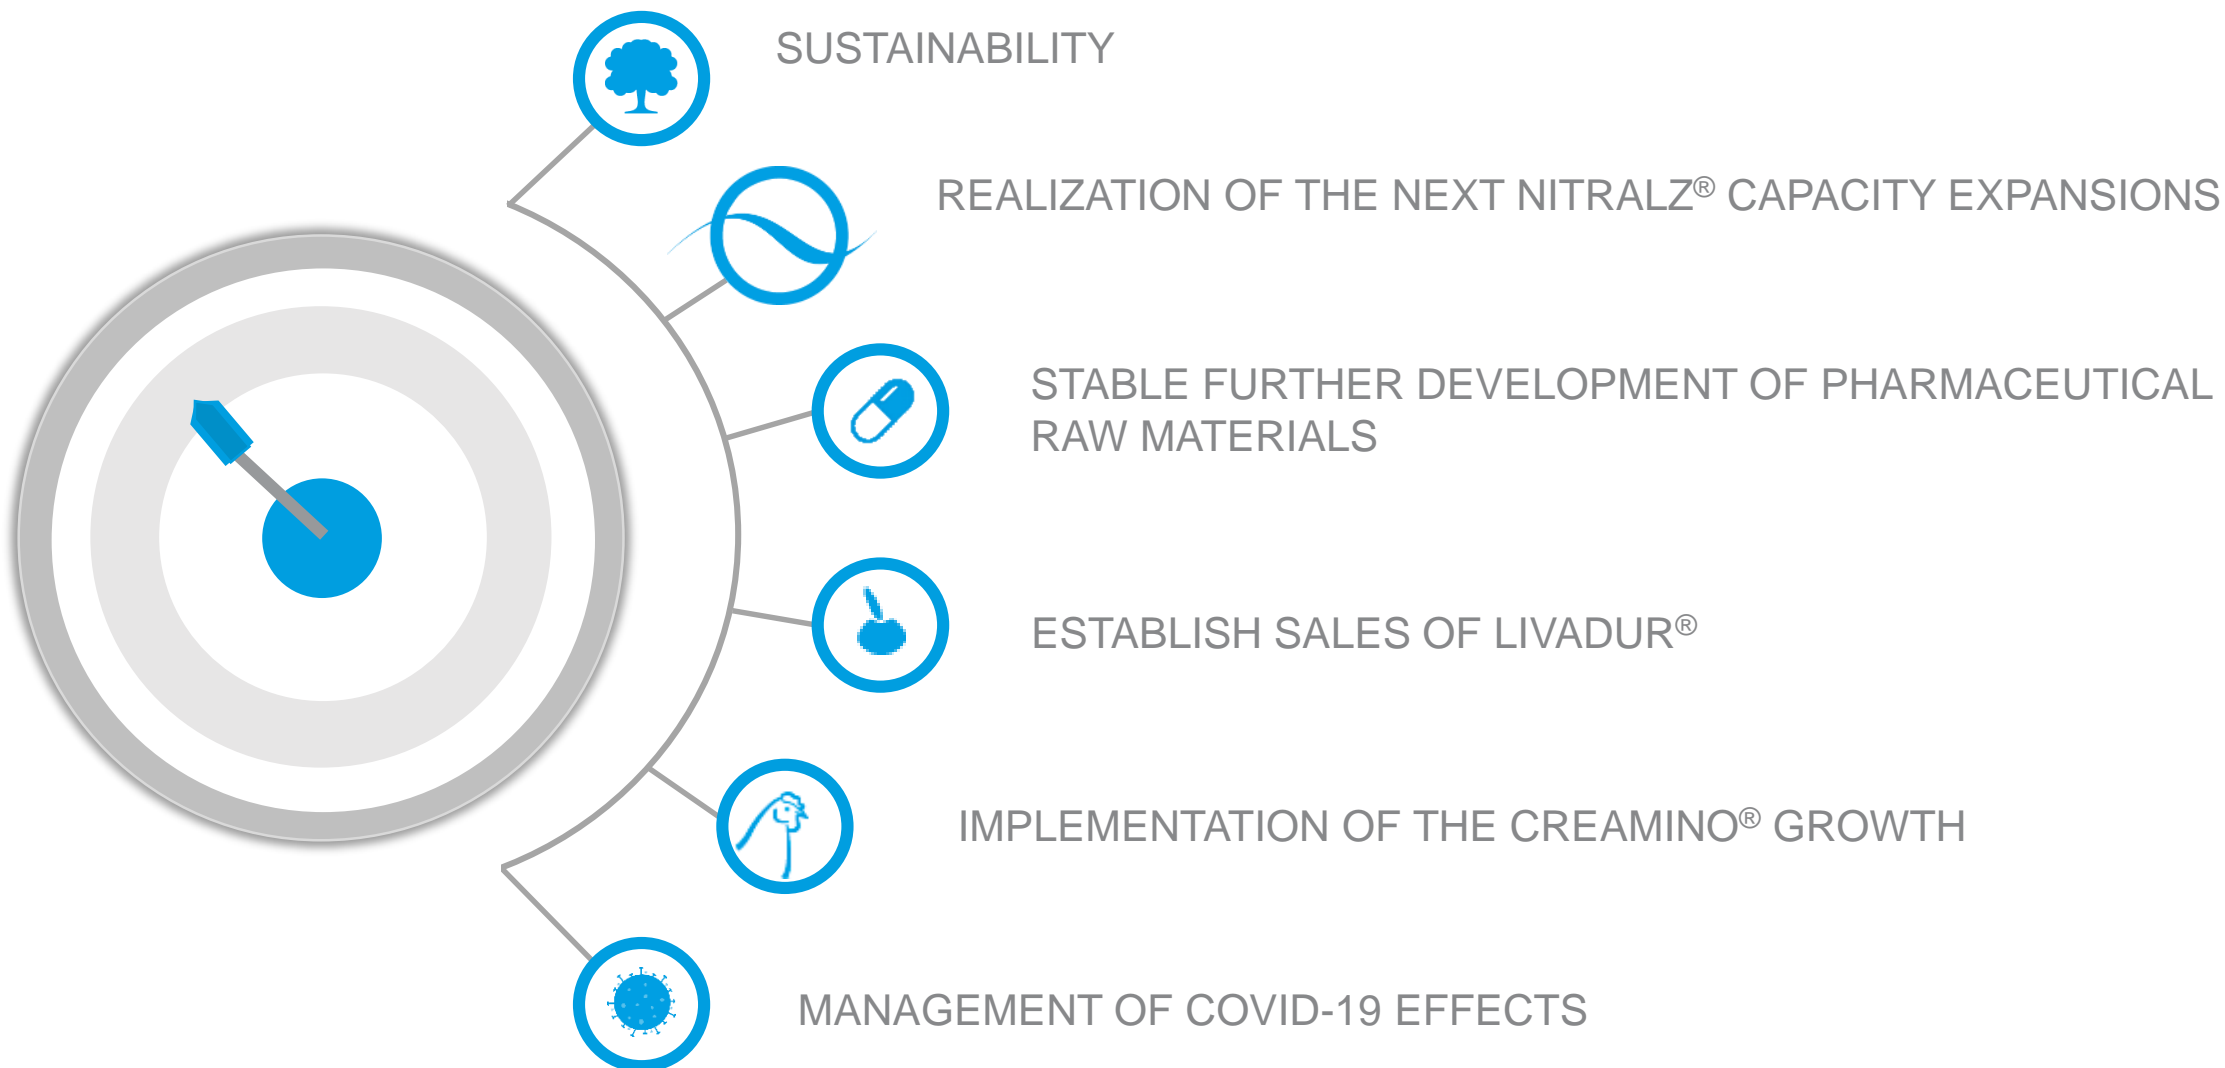 SUSTAINABILITY
REALIZATION OF THE NEXT NITRALZ® CAPACITY EXPANSIONS
STABLE FURTHER DEVELOPMENT OF PHARMACEUTICAL
RAW MATERIALS
ESTABLISH SALES OF LIVADUR®
IMPLEMENTATION OF THE CREAMINO® GROWTH
MANAGEMENT OF COVID-19 EFFECTS